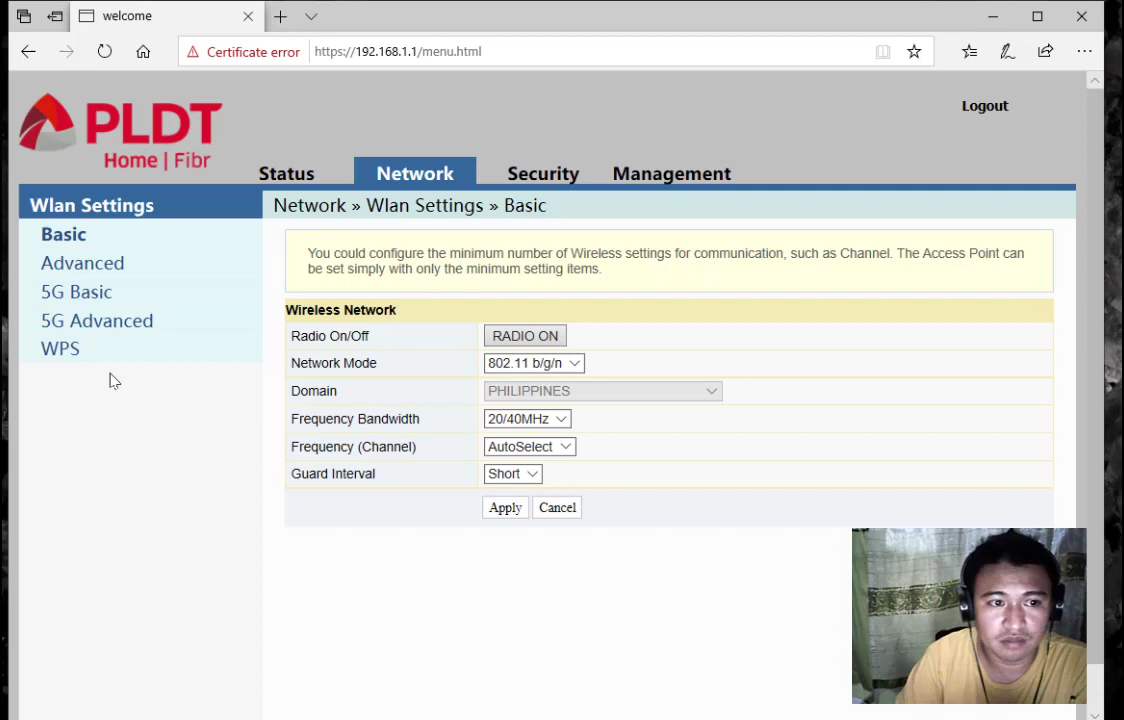 welcome
Certificate error https://192.168.1.1/menu.html
Logout
PLDT
Home | Fibr
Status Network Security Management
Wlan Settings
Basic
Advanced
5G Basic
5G Advanced
WPS
Network » Wlan Settings » Basic
You could configure the minimum number of Wireless settings for communication, such as Channel. The Access Point can
be set simply with only the minimum setting items.
Wireless Network
Radio On/Off RADIO ON
Network Mode 802.11 b/g/n
Domain PHILIPPINES
Frequency Bandwidth 20/40MHz
Frequency (Channel) AutoSelect
Guard Interval Short
Apply Cancel